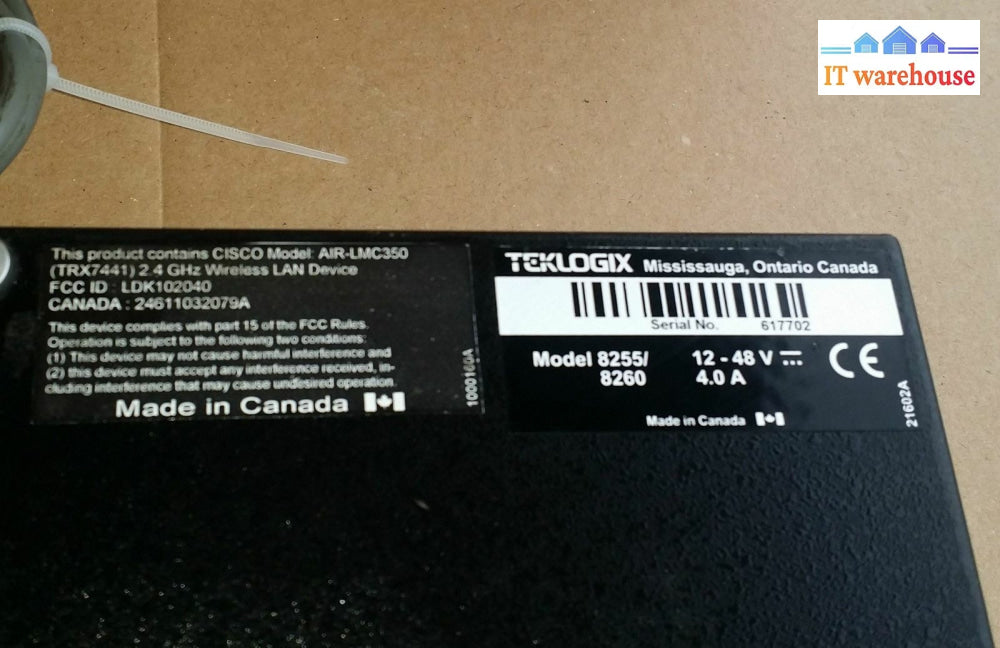 IT warehouse
This product contains CISCO Model: AIR-LMC350
(TRX7441) 2.4 GHz Wireless LAN Device
FCC ID : LDK102040
CANADA : 24611032079A
This device complies with part 15 of the FCC Rules.
Operation is subject to the following two conditions:
(1) This device may not cause harmful interference and
(2) this device must accept any interference received, in-
cluding interference that may cause undesired operation.
Made in Canada
1000160A
TEKLOGIX Mississauga, Ontario Canada
Serial No. 617702
Model 8255/ 12 - 48 V
8260 4.0 A
CE
Made in Canada
21602A